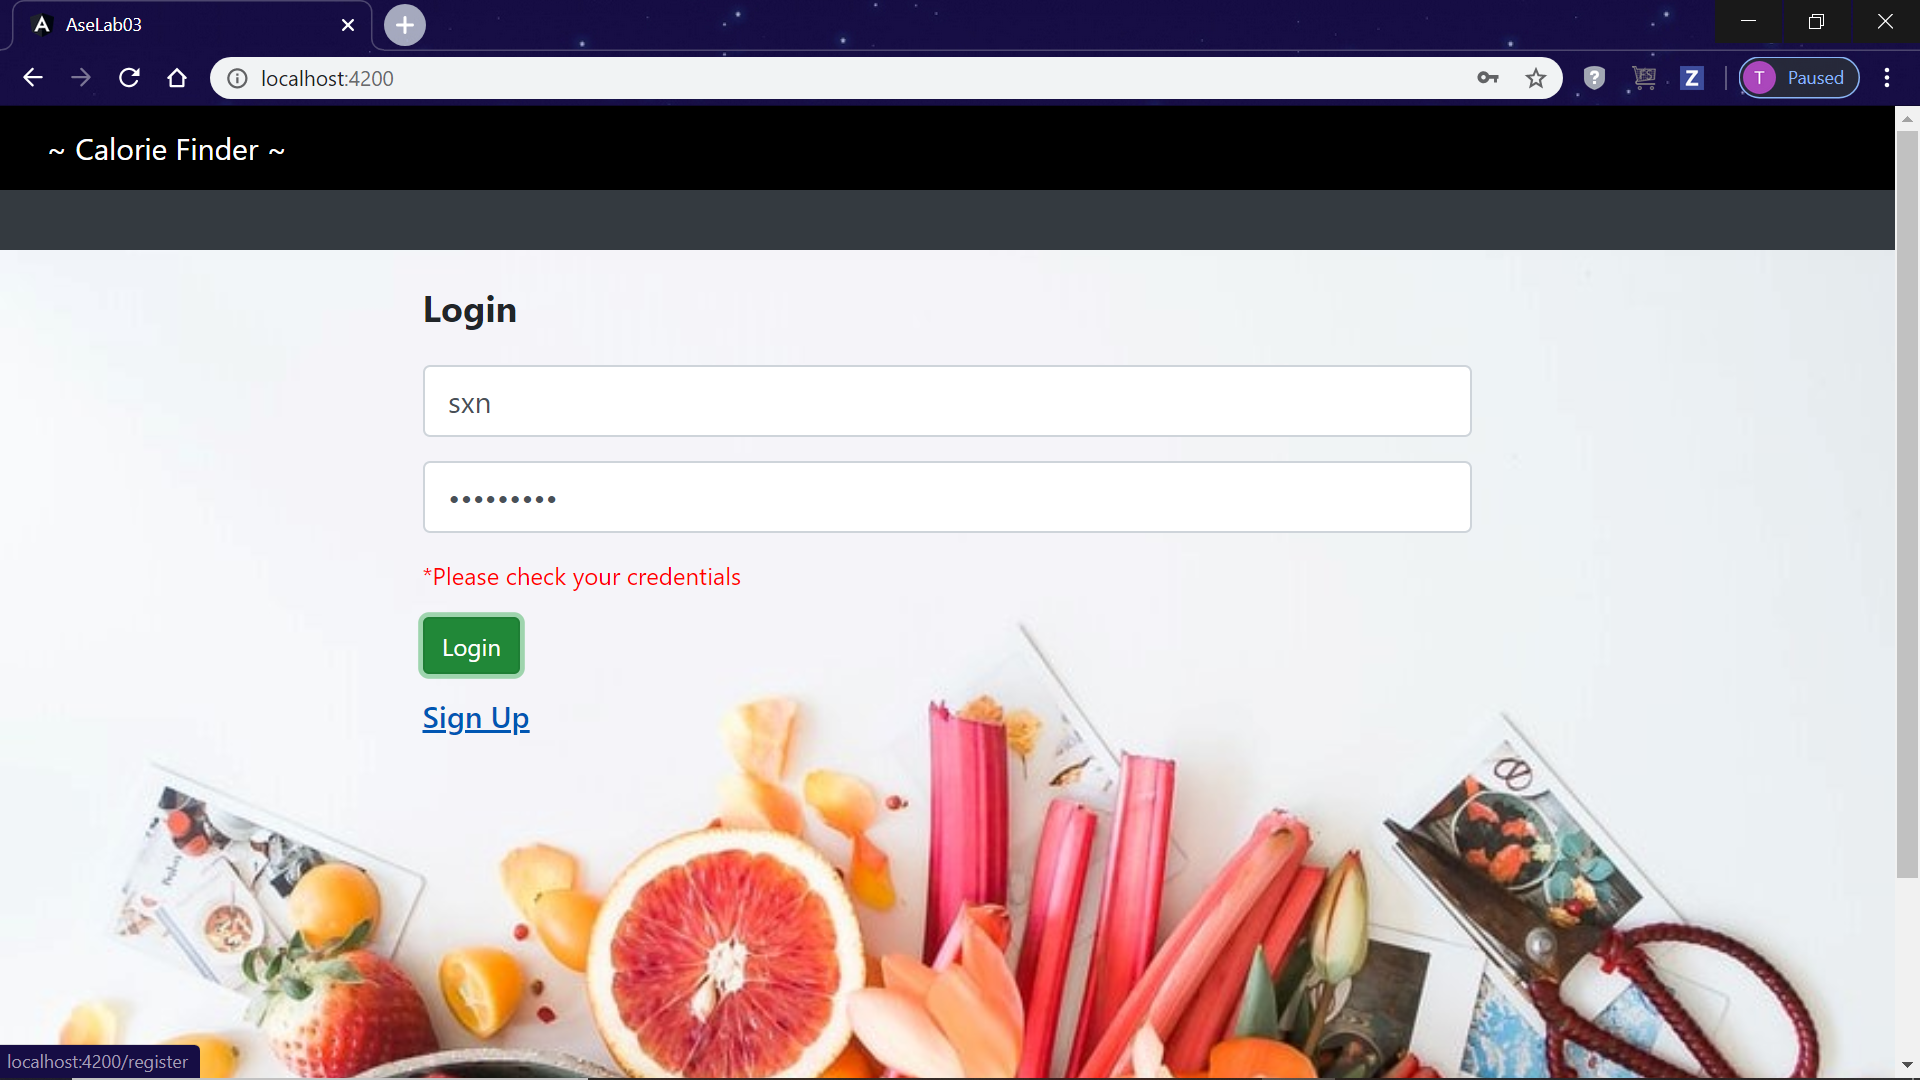 AseLab03
localhost:4200
T Paused
~ Calorie Finder ~
Login
sxn
•••••••••
*Please check your credentials
Login
Sign Up
localhost:4200/register